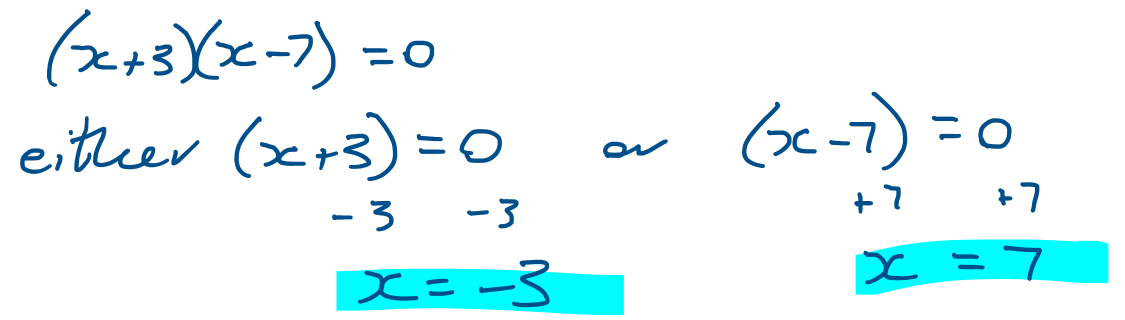 (x+3)(x-7) = 0
either (x+3) = 0 or (x-7) = 0
-3 -3 +7 +7
x = -3 x = 7